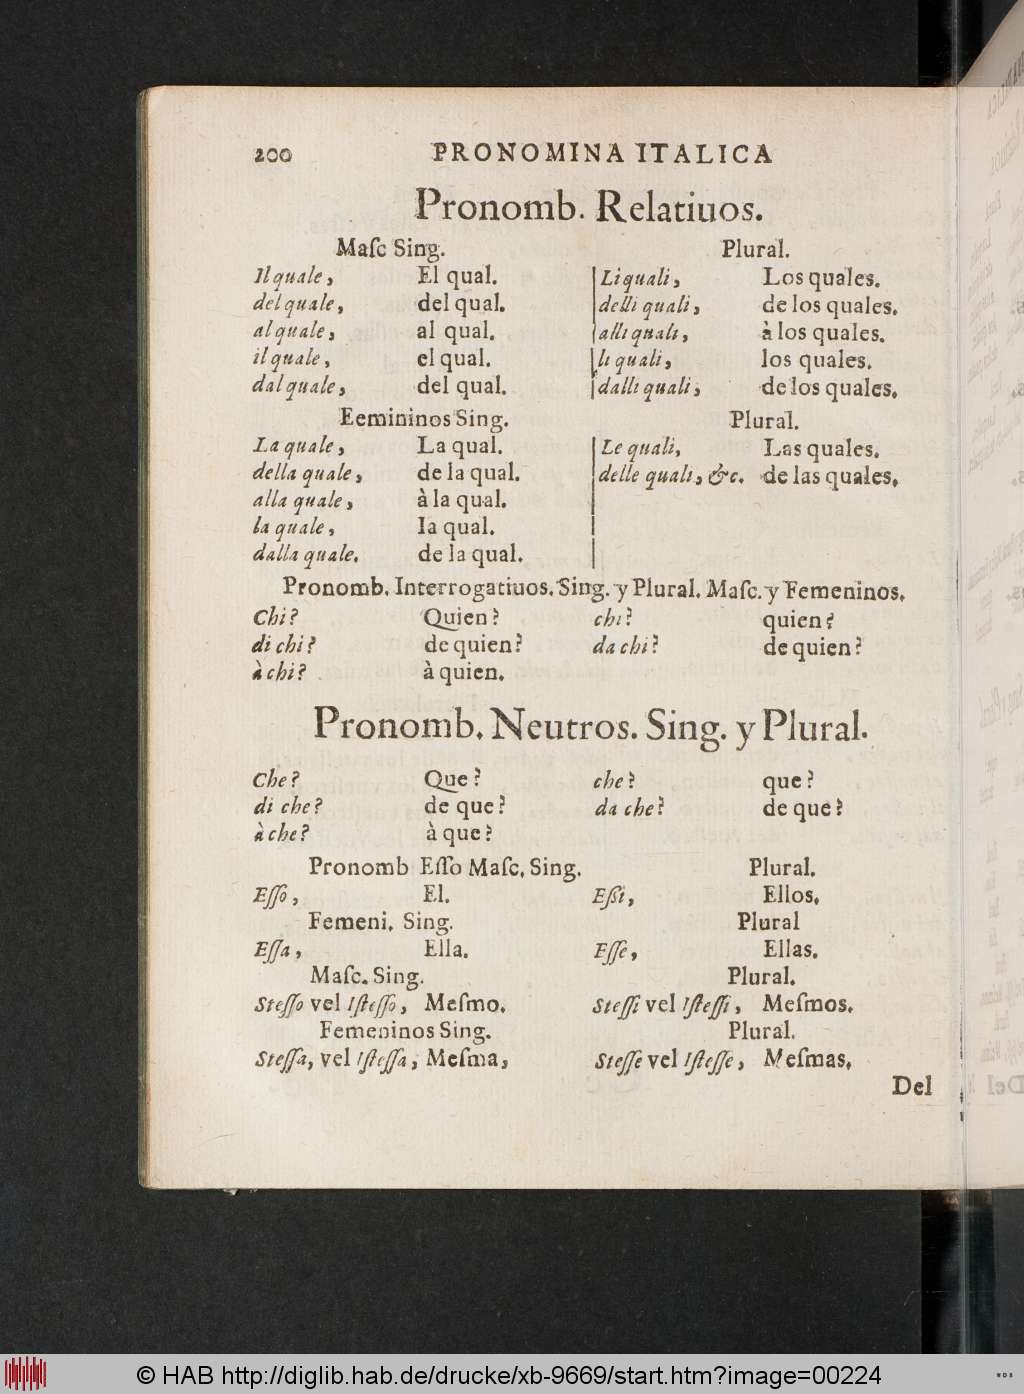 200 PRONOMINA ITALICA
Pronomb. Relatiuos.
Maſc Sing. Plural.
Il quale, El qual. Li quali, Los quales.
del quale, del qual. delli quali, de los quales.
al quale, al qual. alli quali, à los quales.
il quale, el qual. li quali, los quales.
dal quale, del qual. dalli quali, de los quales.
Eemininos Sing. Plural.
La quale, La qual. Le quali, Las quales.
della quale, de la qual. delle quali, &c. de las quales.
alla quale, à la qual.
la quale, la qual.
dalla quale. de la qual.
Pronomb. Interrogatiuos. Sing. y Plural. Maſc. y Femeninos.
Chi? Quien? chi? quien?
di chi? de quien? da chi? de quien?
à chi? à quien.
Pronomb. Neutros. Sing. y Plural.
Che? Que? che? que?
di che? de que? da che? de que?
à che? à que?
Pronomb Eſſo Maſc. Sing. Plural.
Eſſo, El. Eſsi, Ellos.
Femeni. Sing. Plural
Eſſa, Ella. Eſſe, Ellas.
Maſc. Sing. Plural.
Steſſo vel Iſteſſo, Meſmo. Steſſi vel Iſteſſi, Meſmos.
Femeninos Sing. Plural.
Steſſa, vel Iſteſſa, Meſma, Steſſe vel Iſteſſe, Meſmas.
Del
© HAB http://diglib.hab.de/drucke/xb-9669/start.htm?image=00224